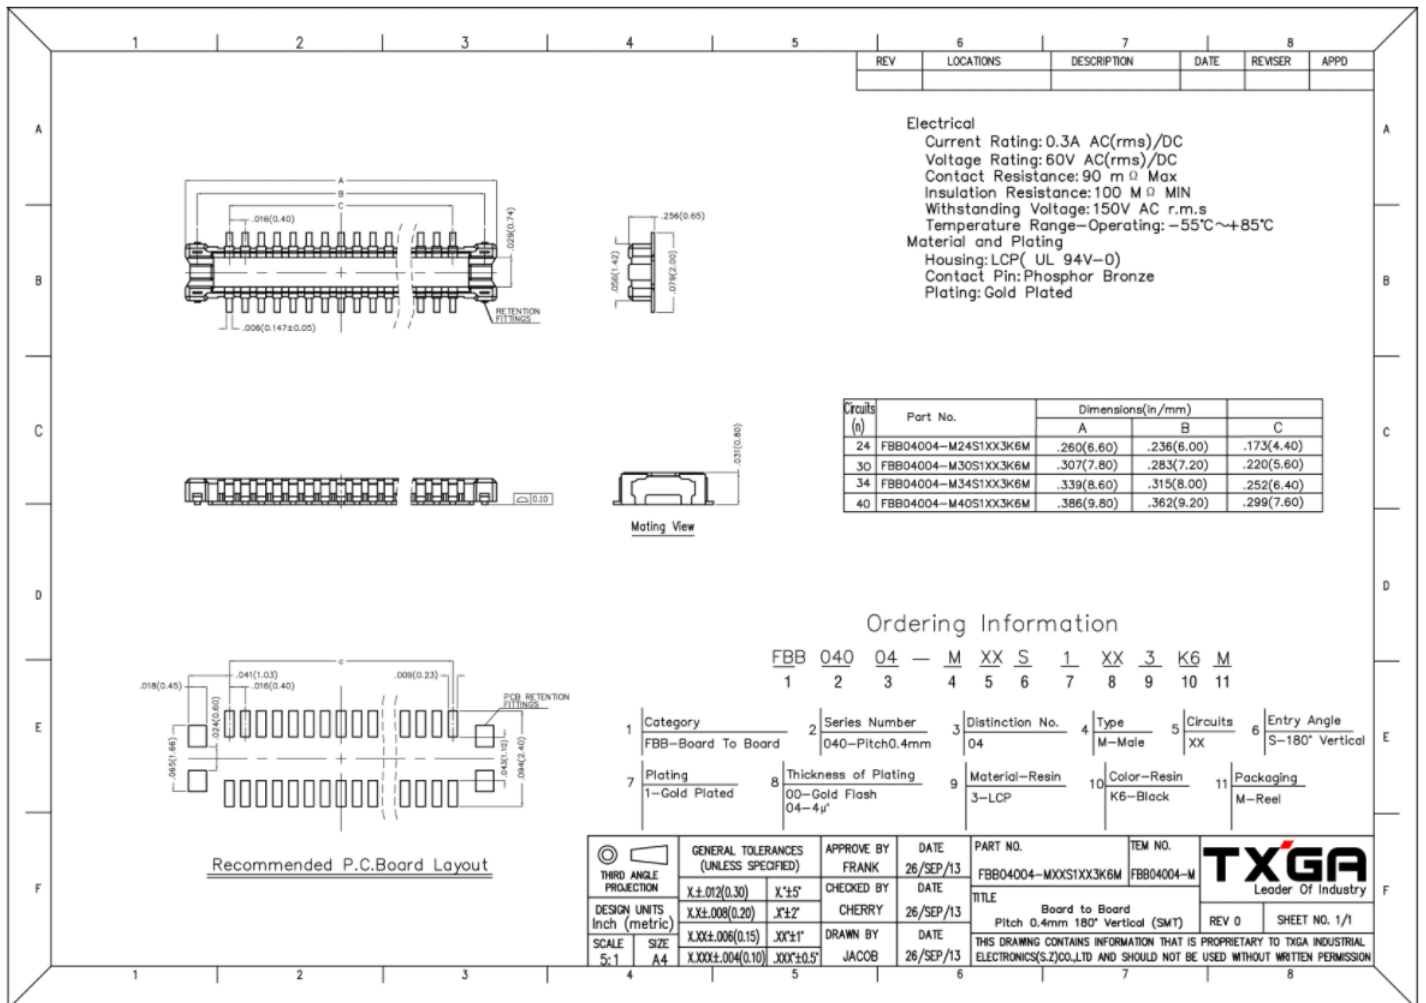 1 2 3 4 5 6 7 8
REV LOCATIONS DESCRIPTION DATE REVISER APPD
A A
B B
C C
D D
E E
F F
Electrical
Current Rating:0.3A AC(rms)/DC
Voltage Rating:60V AC(rms)/DC
Contact Resistance:90 mΩ Max
Insulation Resistance:100 MΩ MIN
Withstanding Voltage:150V AC r.m.s
Temperature Range-Operating:-55°C~+85°C
Material and Plating
Housing:LCP( UL 94V-0)
Contact Pin:Phosphor Bronze
Plating:Gold Plated
A
B
C
.016(0.40)
.029(0.74)
.006(0.147±0.05)
RETENTION
FITTINGS
.256(0.65)
.056(1.42)
.079(2.00)
0.10
.031(0.80)
Mating View
Circuits (n) Part No. Dimensions(in/mm)
A B C
24 FBB04004-M24S1XX3K6M .260(6.60) .236(6.00) .173(4.40)
30 FBB04004-M30S1XX3K6M .307(7.80) .283(7.20) .220(5.60)
34 FBB04004-M34S1XX3K6M .339(8.60) .315(8.00) .252(6.40)
40 FBB04004-M40S1XX3K6M .386(9.80) .362(9.20) .299(7.60)
C
.041(1.03)
.009(0.23)
.018(0.45)
.016(0.40)
.024(0.60)
.065(1.66)
PCB RETENTION
FITTINGS
.043(1.10)
.094(2.40)
Recommended P.C.Board Layout
Ordering Information
FBB 040 04 - M XX S 1 XX 3 K6 M
1 2 3 4 5 6 7 8 9 10 11
1 Category
FBB-Board To Board
2 Series Number
040-Pitch0.4mm
3 Distinction No.
04
4 Type
M-Male
5 Circuits
XX
6 Entry Angle
S-180° Vertical
7 Plating
1-Gold Plated
8 Thickness of Plating
00-Gold Flash
04-4μ"
9 Material-Resin
3-LCP
10 Color-Resin
K6-Black
11 Packaging
M-Reel
THIRD ANGLE
PROJECTION
DESIGN UNITS
Inch (metric)
SCALE SIZE
5:1 A4
GENERAL TOLERANCES
(UNLESS SPECIFIED)
X.±.012(0.30) X.°±5°
X.X±.008(0.20) .X°±2°
X.XX±.006(0.15) .XX°±1°
X.XXX±.004(0.10) .XXX°±0.5°
APPROVE BY DATE
FRANK 26/SEP/13
CHECKED BY DATE
CHERRY 26/SEP/13
DRAWN BY DATE
JACOB 26/SEP/13
PART NO. TEM NO.
FBB04004-MXXS1XX3K6M FBB04004-M
TITLE
Board to Board
Pitch 0.4mm 180° Vertical (SMT)
TXGA
Leader Of Industry
REV 0 SHEET NO. 1/1
THIS DRAWING CONTAINS INFORMATION THAT IS PROPRIETARY TO TXGA INDUSTRIAL
ELECTRONICS(S.Z)CO.,LTD AND SHOULD NOT BE USED WITHOUT WRITTEN PERMISSION
1 2 3 4 5 6 7 8